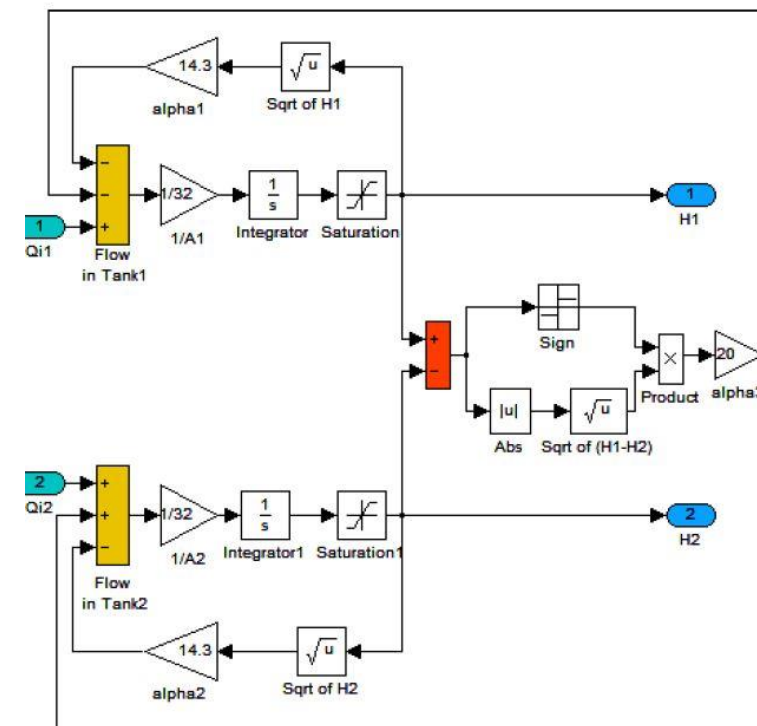 14.3
√u
alpha1
Sqrt of H1
−
−
+
1/32
1
s
1
Qi1
Flow
in Tank1
1/A1
Integrator
Saturation
1
H1
+
−
Sign
×
20
Product
|u|
√u
Abs
Sqrt of (H1-H2)
2
Qi2
+
+
−
1/32
1
s
Flow
in Tank2
1/A2
Integrator1
Saturation1
2
H2
14.3
√u
alpha2
Sqrt of H2